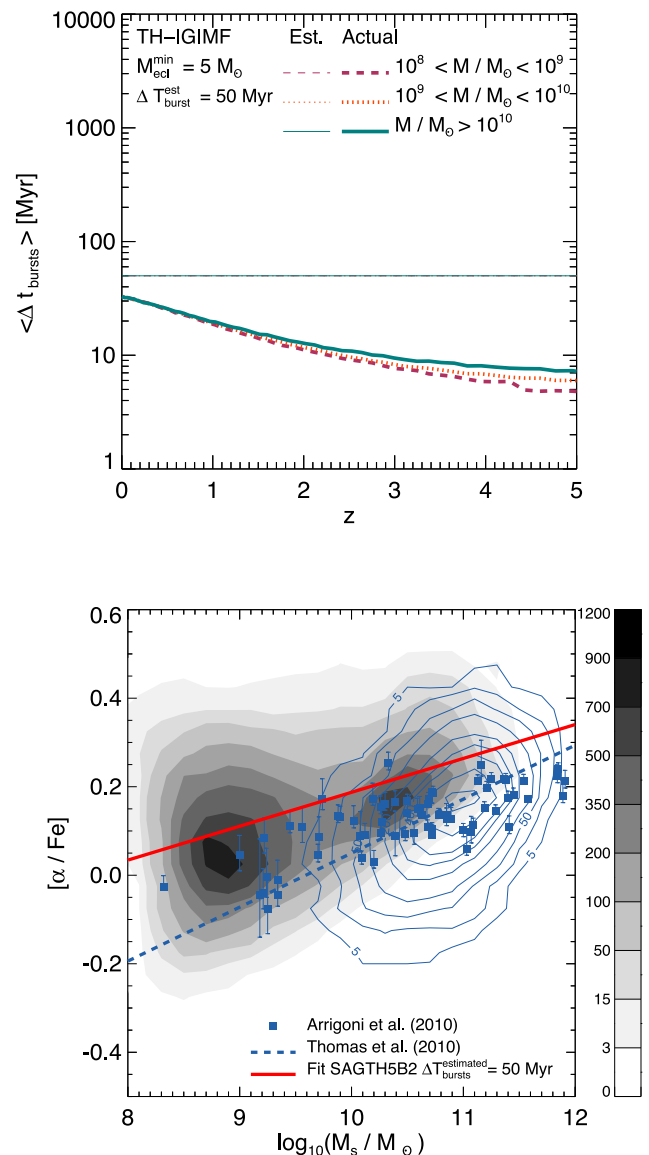 TH–IGIMF Est. Actual
M_ecl^min = 5 M_⊙ 10^8 < M / M_⊙ < 10^9
Δ T_burst^est = 50 Myr 10^9 < M / M_⊙ < 10^10
M / M_⊙ > 10^10
10000
1000
100
10
1
<Δ t_bursts> [Myr]
0 1 2 3 4 5
z
0.6
0.4
0.2
0.0
-0.2
-0.4
[α / Fe]
5
50
50
5
5
Arrigoni et al. (2010)
Thomas et al. (2010)
Fit SAGTH5B2 ΔT_bursts^estimated = 50 Myr
8 9 10 11 12
log_10(M_s / M_⊙)
1200
900
700
500
350
200
100
50
15
3
0